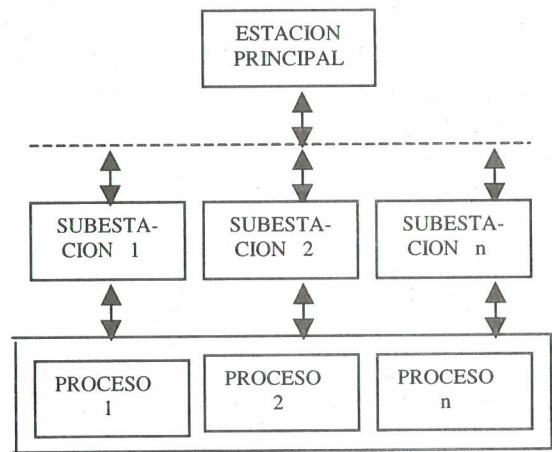 ESTACION
PRINCIPAL
SUBESTA-
CION 1
SUBESTA-
CION 2
SUBESTA-
CION n
PROCESO
1
PROCESO
2
PROCESO
n